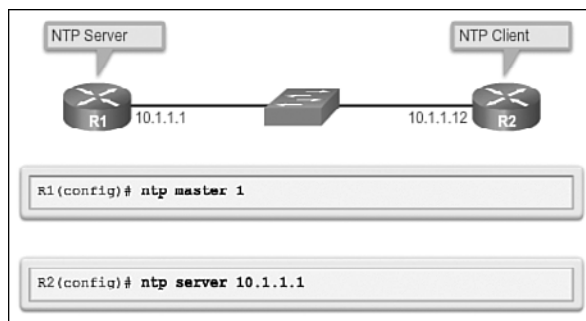 NTP Server
NTP Client
R1
10.1.1.1
10.1.1.12
R2
R1(config)# ntp master 1
R2(config)# ntp server 10.1.1.1